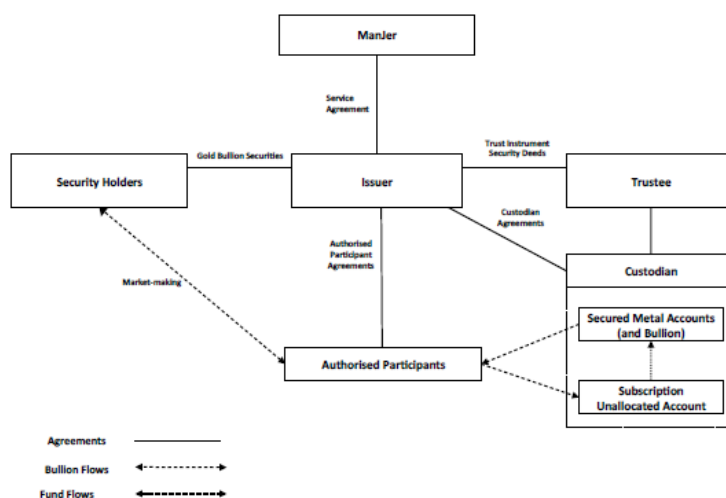 ManJer
Service
Agreement
Gold Bullion Securities
Trust Instrument
Security Deeds
Security Holders
Issuer
Trustee
Custodian
Agreements
Authorised
Participant
Agreements
Custodian
Market-making
Secured Metal Accounts
(and Bullion)
Authorised Participants
Subscription
Unallocated Account
Agreements
Bullion Flows
Fund Flows